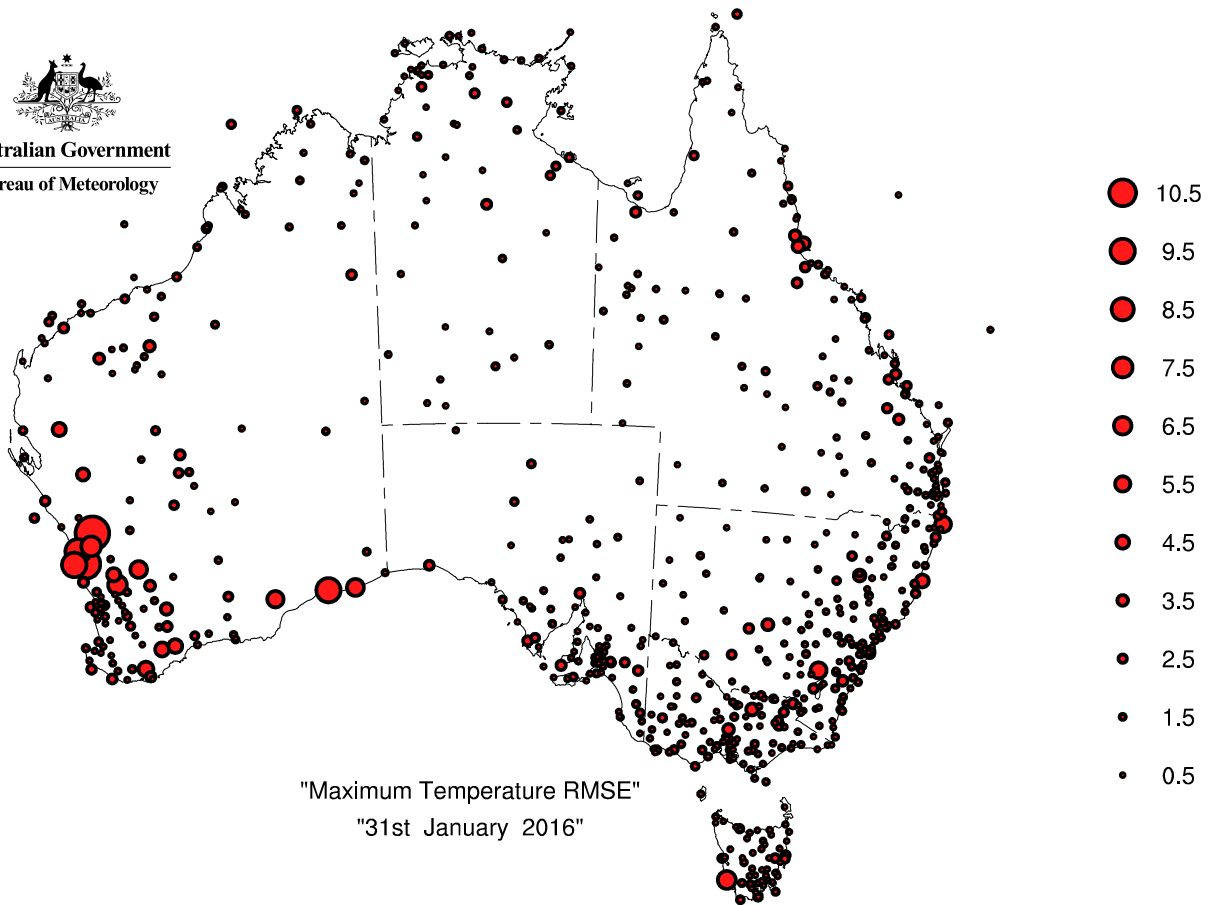 AUSTRALIA
tralian Government
reau of Meteorology
10.5
9.5
8.5
7.5
6.5
5.5
4.5
3.5
2.5
1.5
0.5
"Maximum Temperature RMSE"
"31st January 2016"